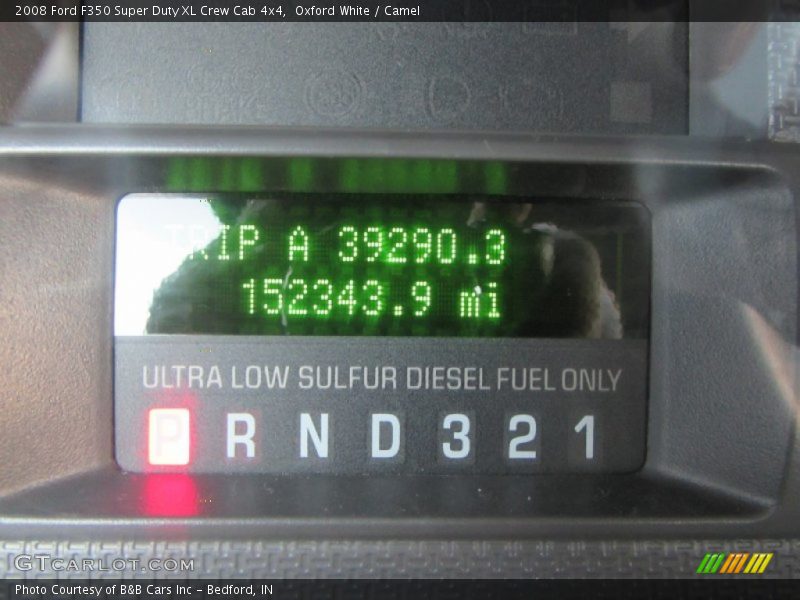 2008 Ford F350 Super Duty XL Crew Cab 4x4,  Oxford White / Camel
TRIP A 39290.3
152343.9 mi
ULTRA LOW SULFUR DIESEL FUEL ONLY
P R N D 3 2 1
GTCARLOT.COM
Photo Courtesy of B&B Cars Inc – Bedford, IN